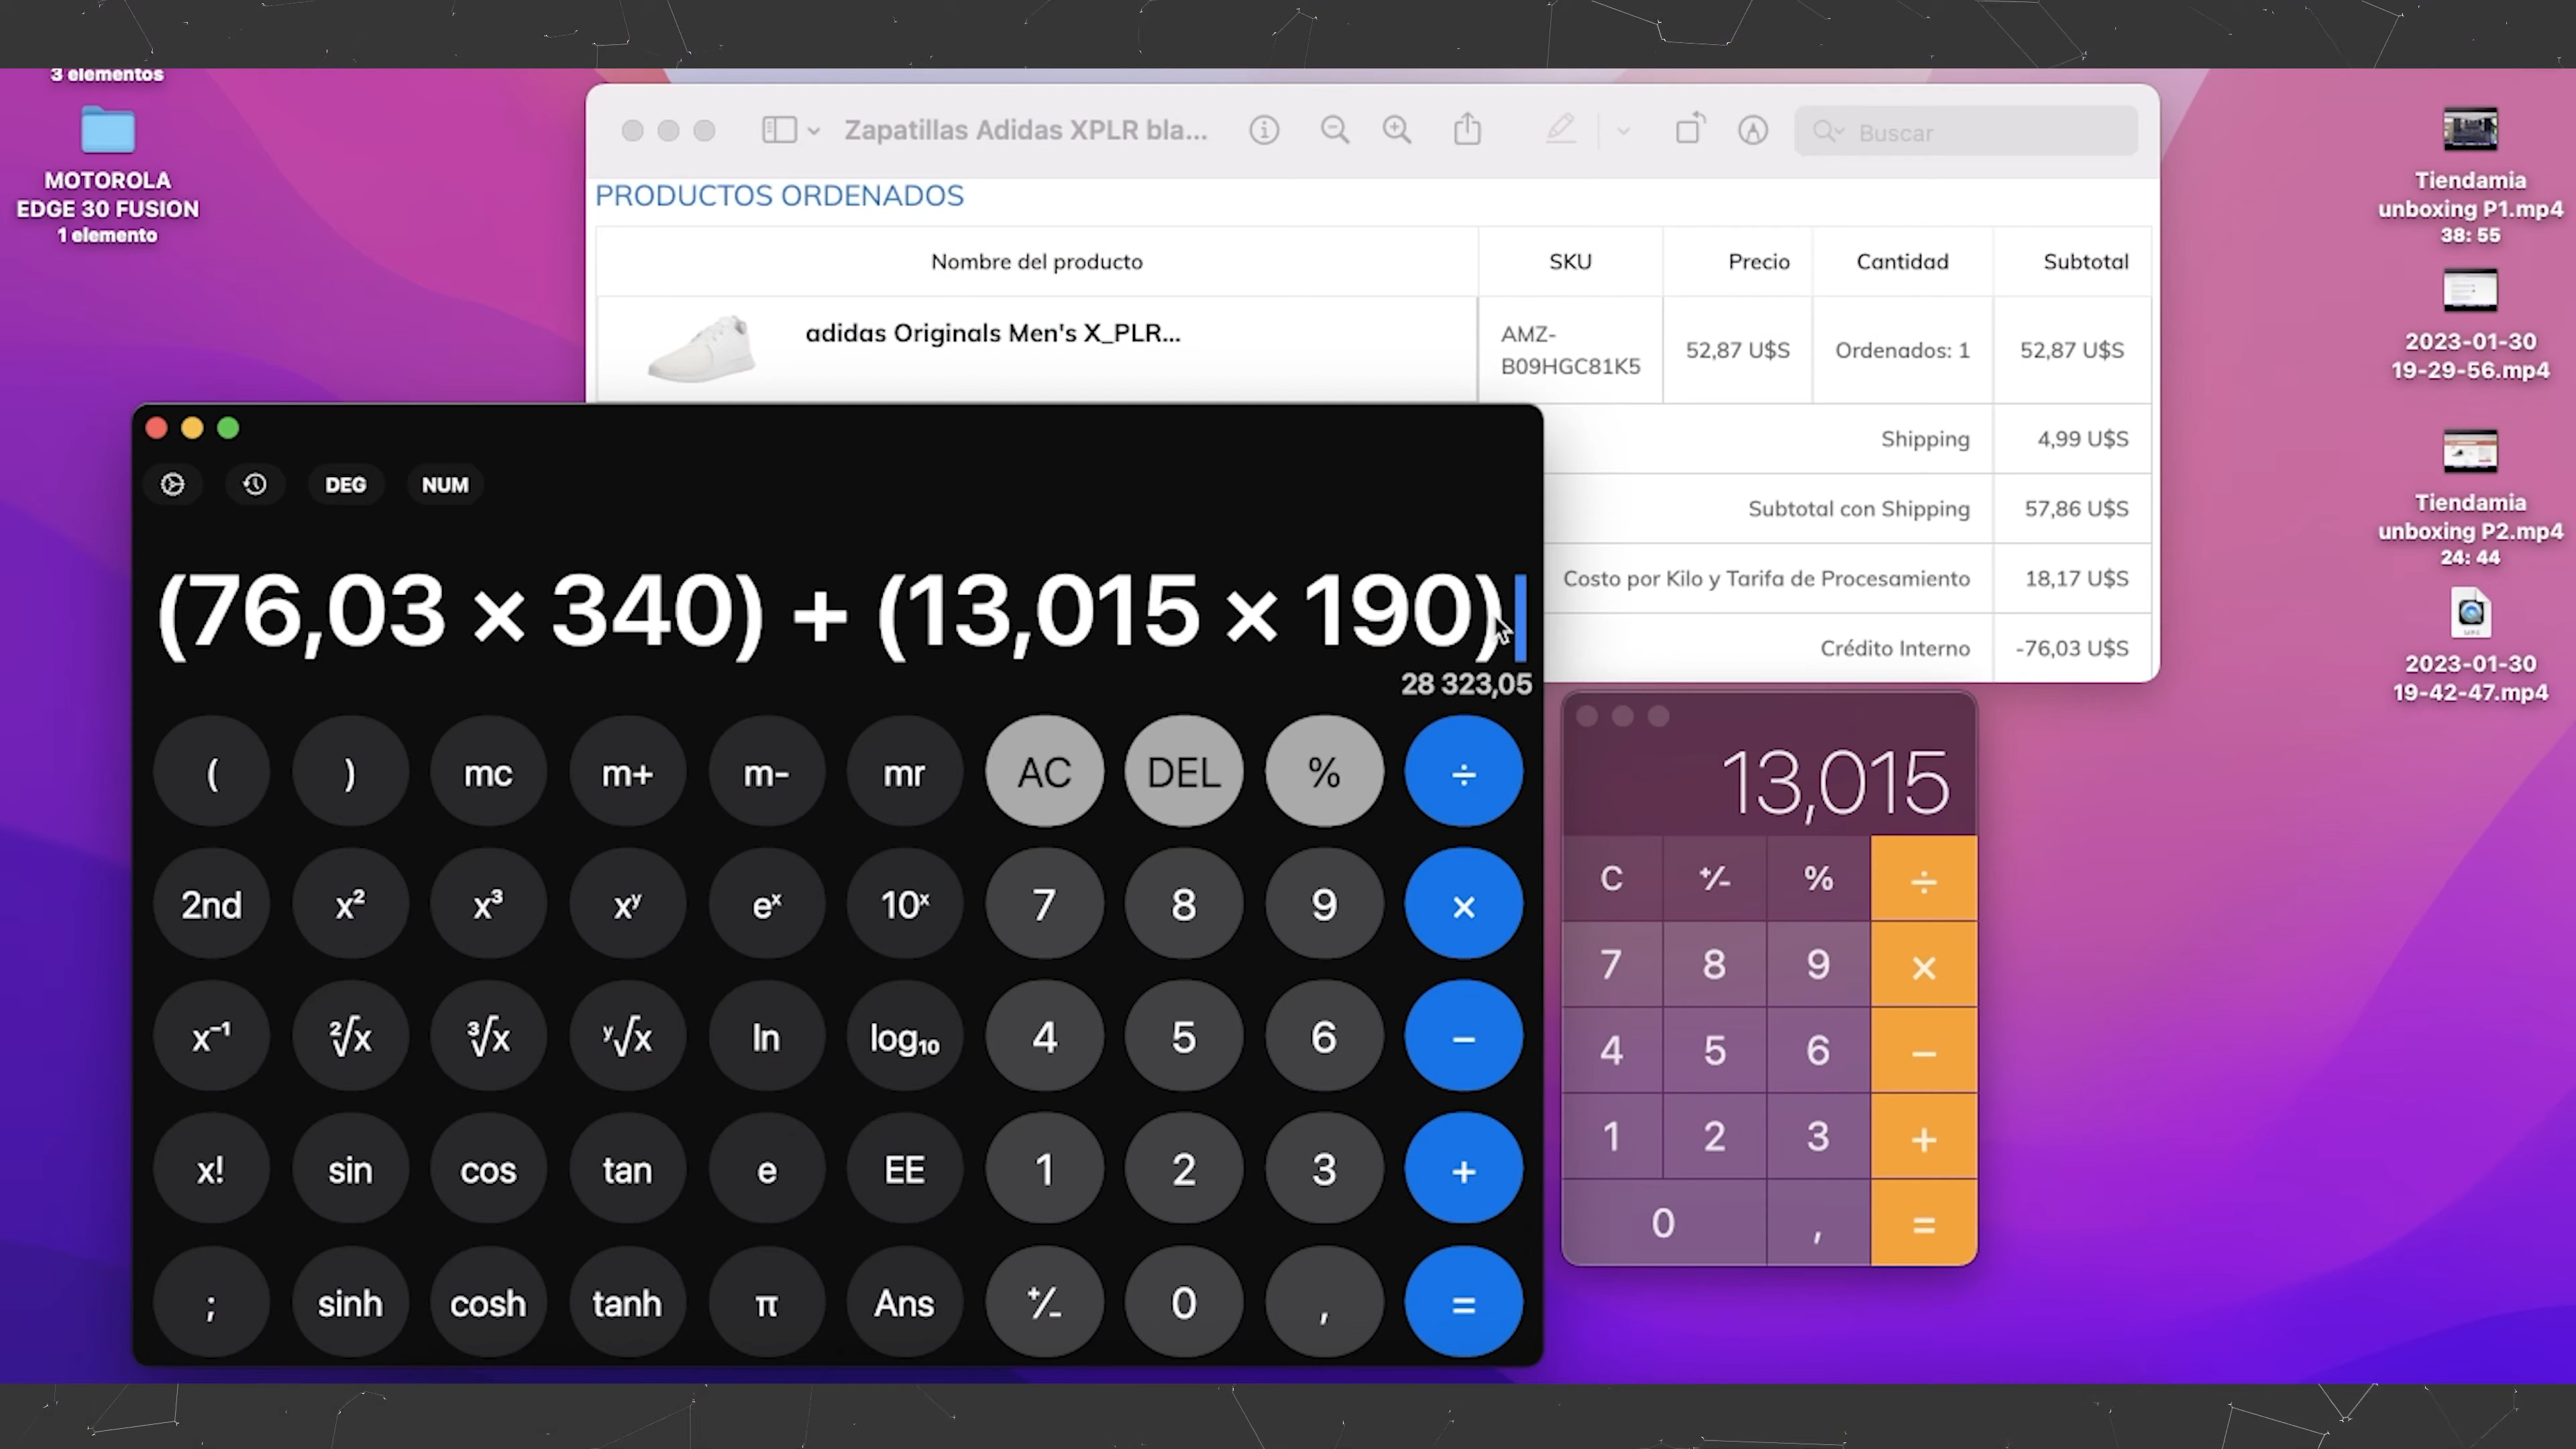 3 elementos
MOTOROLA
EDGE 30 FUSION
1 elemento
Zapatillas Adidas XPLR bla...
Buscar
PRODUCTOS ORDENADOS
Nombre del producto SKU Precio Cantidad Subtotal
adidas Originals Men's X_PLR...
AMZ-
B09HGC81K5
52,87 U$S Ordenados: 1 52,87 U$S
Shipping 4,99 U$S
Subtotal con Shipping 57,86 U$S
Costo por Kilo y Tarifa de Procesamiento 18,17 U$S
Crédito Interno -76,03 U$S
DEG NUM
(76,03 × 340) + (13,015 × 190)
28 323,05
( ) mc m+ m- mr AC DEL % ÷
2nd x² x³ xʸ eˣ 10ˣ 7 8 9 ×
x⁻¹ ²√x ³√x ʸ√x ln log₁₀ 4 5 6 −
x! sin cos tan e EE 1 2 3 +
; sinh cosh tanh π Ans +/- 0 , =
13,015
C +/- % ÷
7 8 9 ×
4 5 6 −
1 2 3 +
0 , =
Tiendamia
unboxing P1.mp4
38: 55
2023-01-30
19-29-56.mp4
Tiendamia
unboxing P2.mp4
24: 44
2023-01-30
19-42-47.mp4